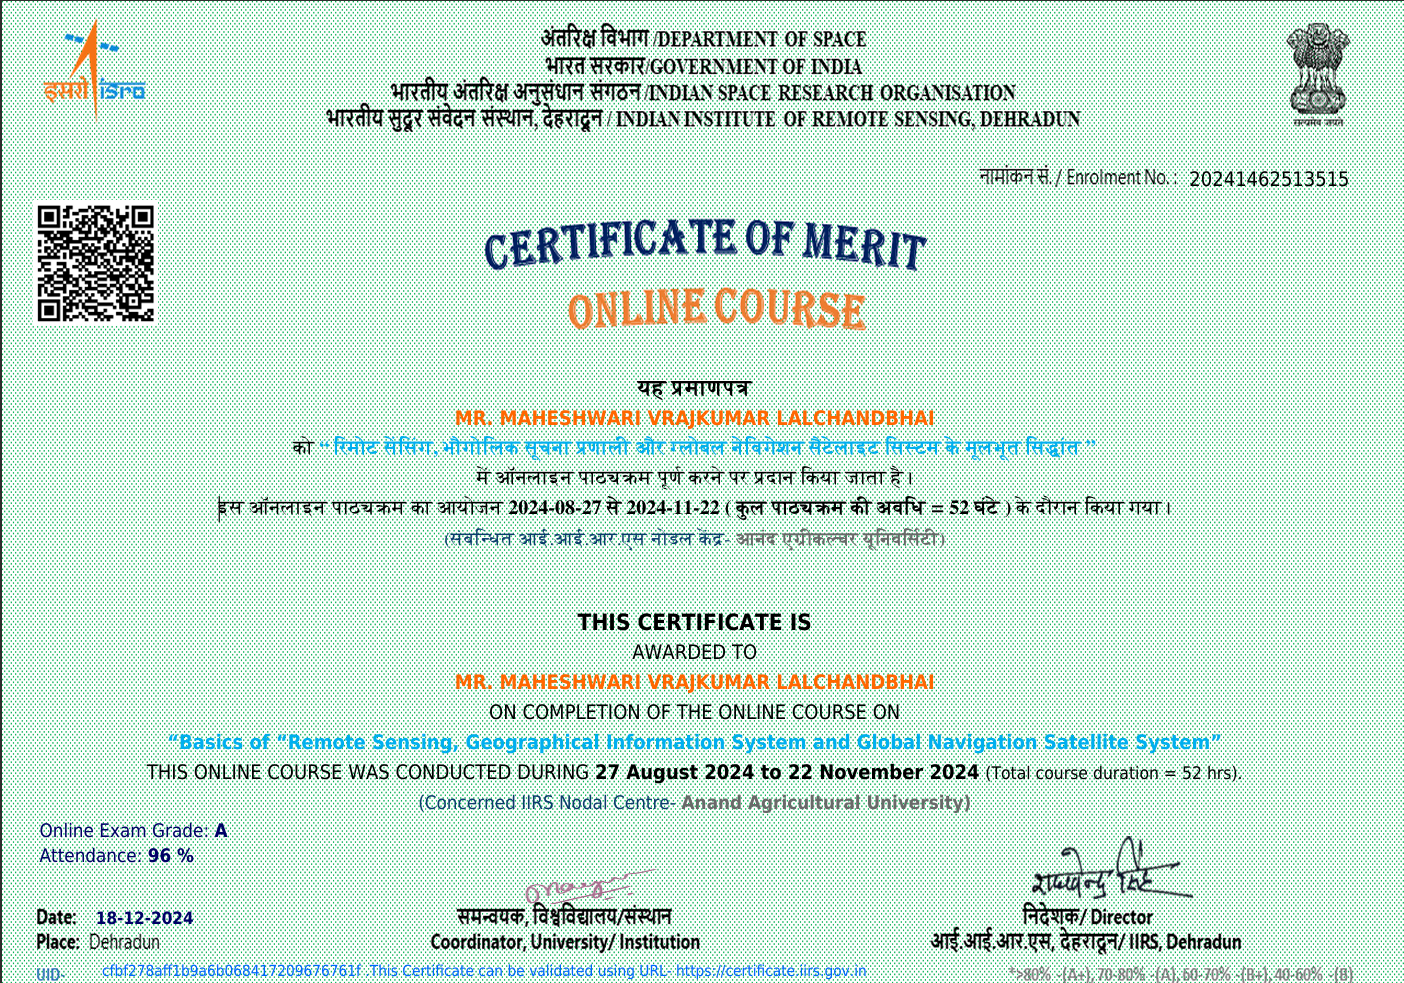 इसरो isro
अंतरिक्ष विभाग /DEPARTMENT OF SPACE
भारत सरकार/GOVERNMENT OF INDIA
भारतीय अंतरिक्ष अनुसंधान संगठन /INDIAN SPACE RESEARCH ORGANISATION
भारतीय सुदूर संवेदन संस्थान, देहरादून / INDIAN INSTITUTE OF REMOTE SENSING, DEHRADUN
सत्यमेव जयते
नामांकन सं. / Enrolment No. : 20241462513515
CERTIFICATE OF MERIT
ONLINE COURSE
यह प्रमाणपत्र
MR. MAHESHWARI VRAJKUMAR LALCHANDBHAI
को “ रिमोट सेंसिंग, भौगोलिक सूचना प्रणाली और ग्लोबल नेविगेशन सैटेलाइट सिस्टम के मूलभूत सिद्धांत ”
में ऑनलाइन पाठ्यक्रम पूर्ण करने पर प्रदान किया जाता है ।
इस ऑनलाइन पाठ्यक्रम का आयोजन 2024-08-27 से 2024-11-22 ( कुल पाठ्यक्रम की अवधि = 52 घंटे ) के दौरान किया गया ।
(संबन्धित आई.आई.आर.एस नोडल केंद्र- आनंद एग्रीकल्चर यूनिवर्सिटी)
THIS CERTIFICATE IS
AWARDED TO
MR. MAHESHWARI VRAJKUMAR LALCHANDBHAI
ON COMPLETION OF THE ONLINE COURSE ON
“Basics of “Remote Sensing, Geographical Information System and Global Navigation Satellite System”
THIS ONLINE COURSE WAS CONDUCTED DURING 27 August 2024 to 22 November 2024 (Total course duration = 52 hrs).
(Concerned IIRS Nodal Centre- Anand Agricultural University)
Online Exam Grade: A
Attendance: 96 %
Date: 18-12-2024
Place: Dehradun
समन्वयक, विश्वविद्यालय/संस्थान
Coordinator, University/ Institution
निदेशक/ Director
आई.आई.आर.एस, देहरादून/ IIRS, Dehradun
UID- cfbf278aff1b9a6b068417209676761f .This Certificate can be validated using URL- https://certificate.iirs.gov.in
*>80% -(A+), 70-80% -(A), 60-70% -(B+), 40-60% -(B)